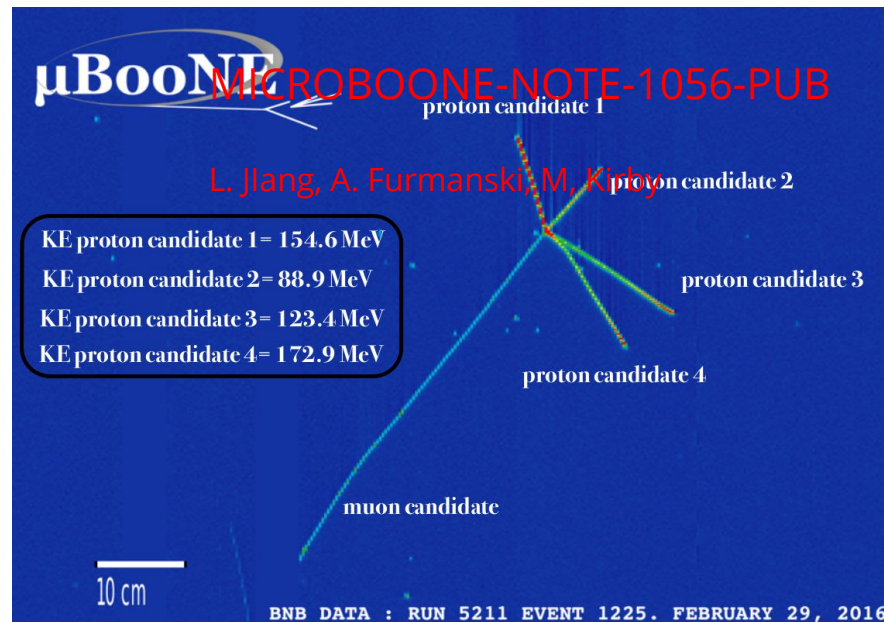 µBooNE
MICROBOONE-NOTE-1056-PUB
proton candidate 1
L. JIang, A. Furmanski, M, Kirby
proton candidate 2
KE proton candidate 1= 154.6 MeV
KE proton candidate 2= 88.9 MeV
KE proton candidate 3= 123.4 MeV
KE proton candidate 4= 172.9 MeV
proton candidate 3
proton candidate 4
muon candidate
10 cm
BNB DATA : RUN 5211 EVENT 1225. FEBRUARY 29, 2016